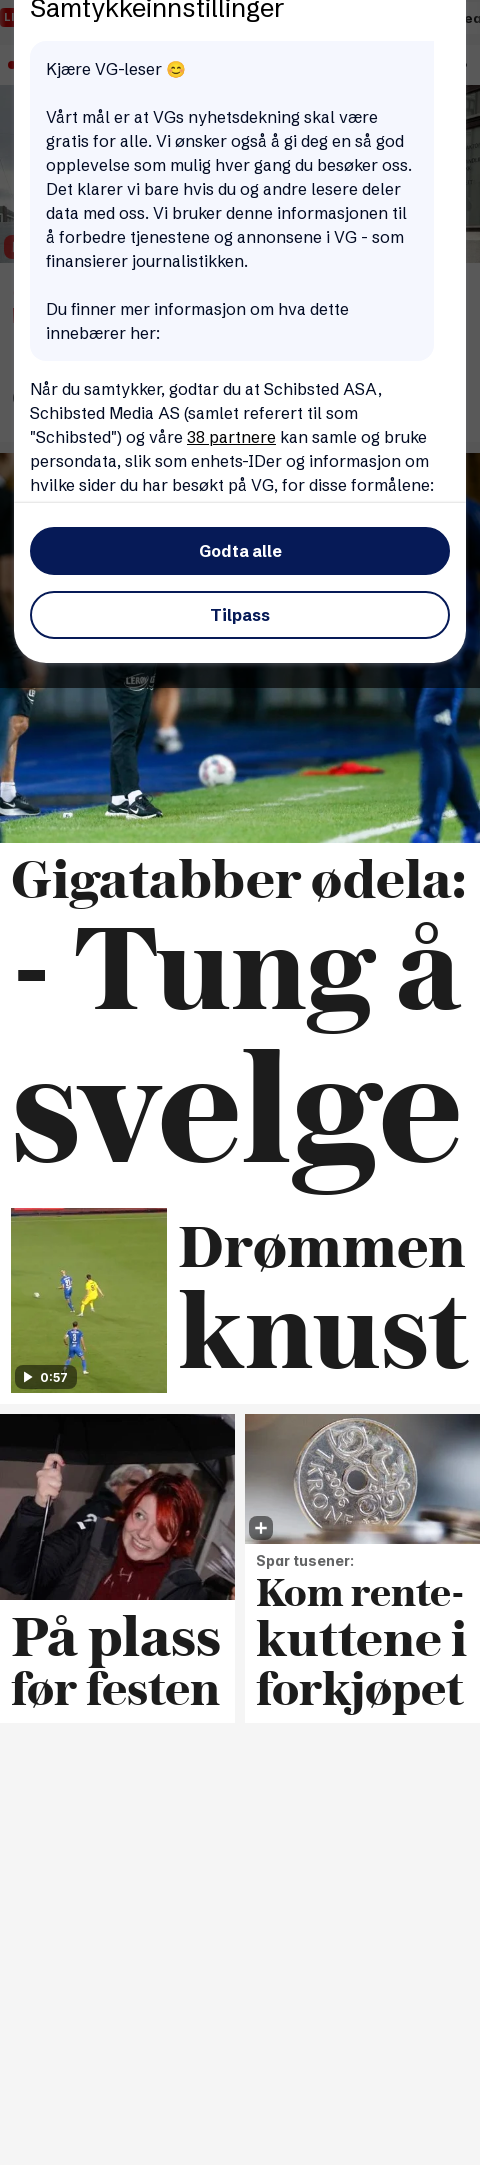 Samtykkeinnstillinger
Kjære VG-leser 😊
Vårt mål er at VGs nyhetsdekning skal være
gratis for alle. Vi ønsker også å gi deg en så god
opplevelse som mulig hver gang du besøker oss.
Det klarer vi bare hvis du og andre lesere deler
data med oss. Vi bruker denne informasjonen til
å forbedre tjenestene og annonsene i VG - som
finansierer journalistikken.
Du finner mer informasjon om hva dette
innebærer her:
Når du samtykker, godtar du at Schibsted ASA,
Schibsted Media AS (samlet referert til som
"Schibsted") og våre 38 partnere kan samle og bruke
persondata, slik som enhets-IDer og informasjon om
hvilke sider du har besøkt på VG, for disse formålene:
Godta alle
Tilpass
Gigatabber ødela:
- Tung å
svelge
Drømmen
knust
0:57
På plass
før festen
1 KRONE
Spar tusener:
Kom rente-
kuttene i
forkjøpet